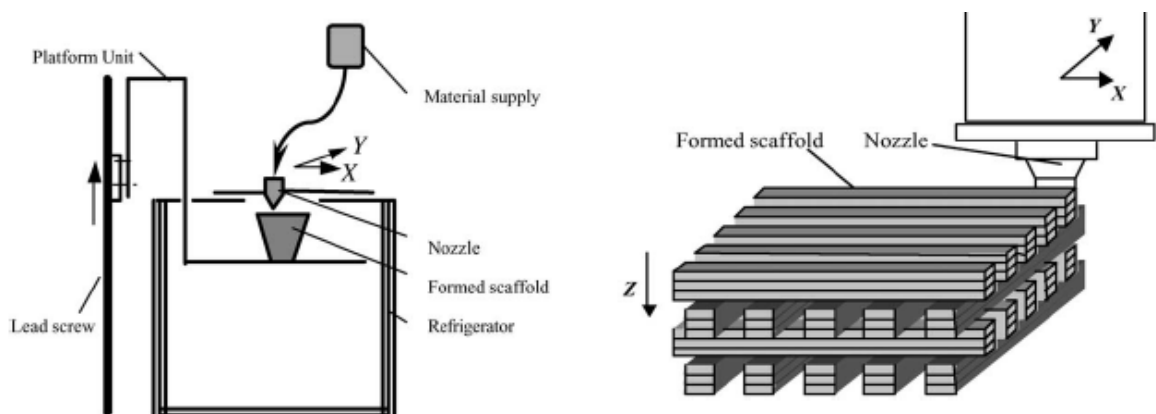 Platform Unit
Material supply
Y
X
Nozzle
Formed scaffold
Refrigerator
Lead screw
Y
X
Formed scaffold
Nozzle
Z